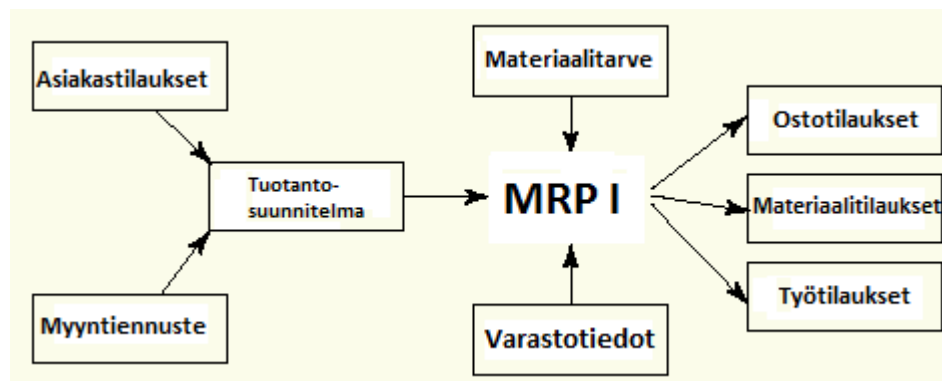 Asiakastilaukset
Myyntiennuste
Tuotanto-
suunnitelma
Materiaalitarve
MRP I
Varastotiedot
Ostotilaukset
Materiaalitilaukset
Työtilaukset